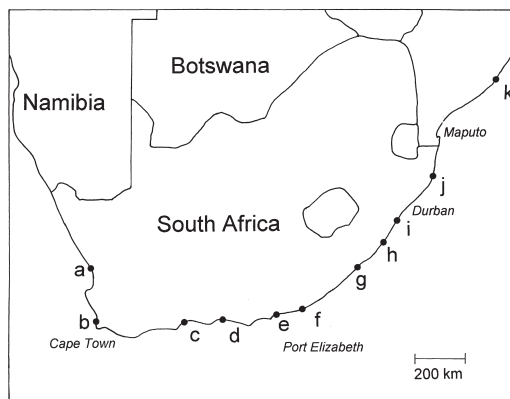 Botswana
Namibia
k
Maputo
j
South Africa
Durban
i
h
a
g
b
c
d
e
f
Cape Town
Port Elizabeth
200 km